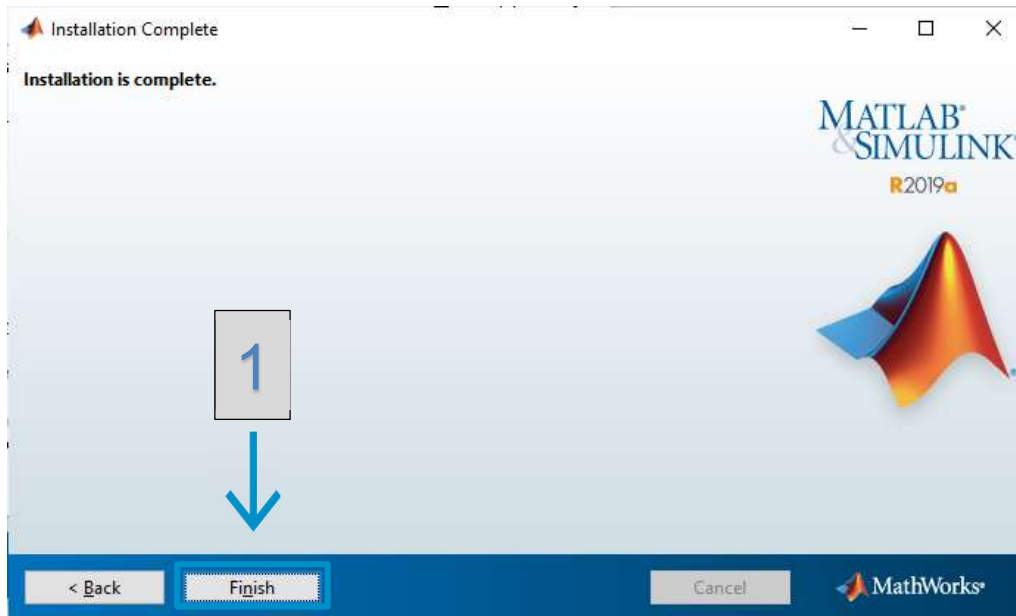 Installation Complete
Installation is complete.
MATLAB®
&SIMULINK®
R2019a
1
< Back
Finish
Cancel
MathWorks®